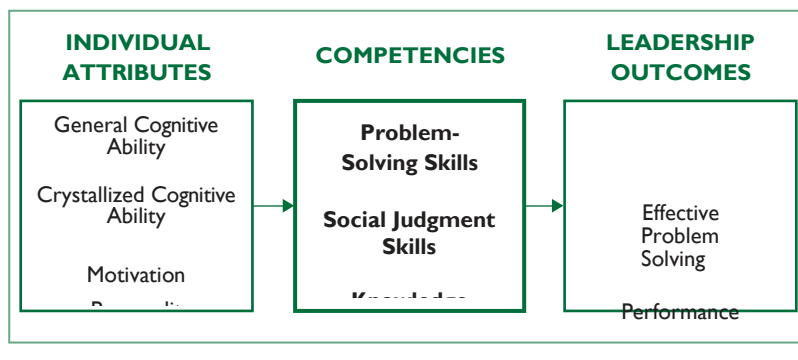 INDIVIDUAL
ATTRIBUTES
COMPETENCIES
LEADERSHIP
OUTCOMES
General Cognitive
Ability
Crystallized Cognitive
Ability
Motivation
Problem-
Solving Skills
Social Judgment
Skills
Knowledge
Effective
Problem
Solving
Performance